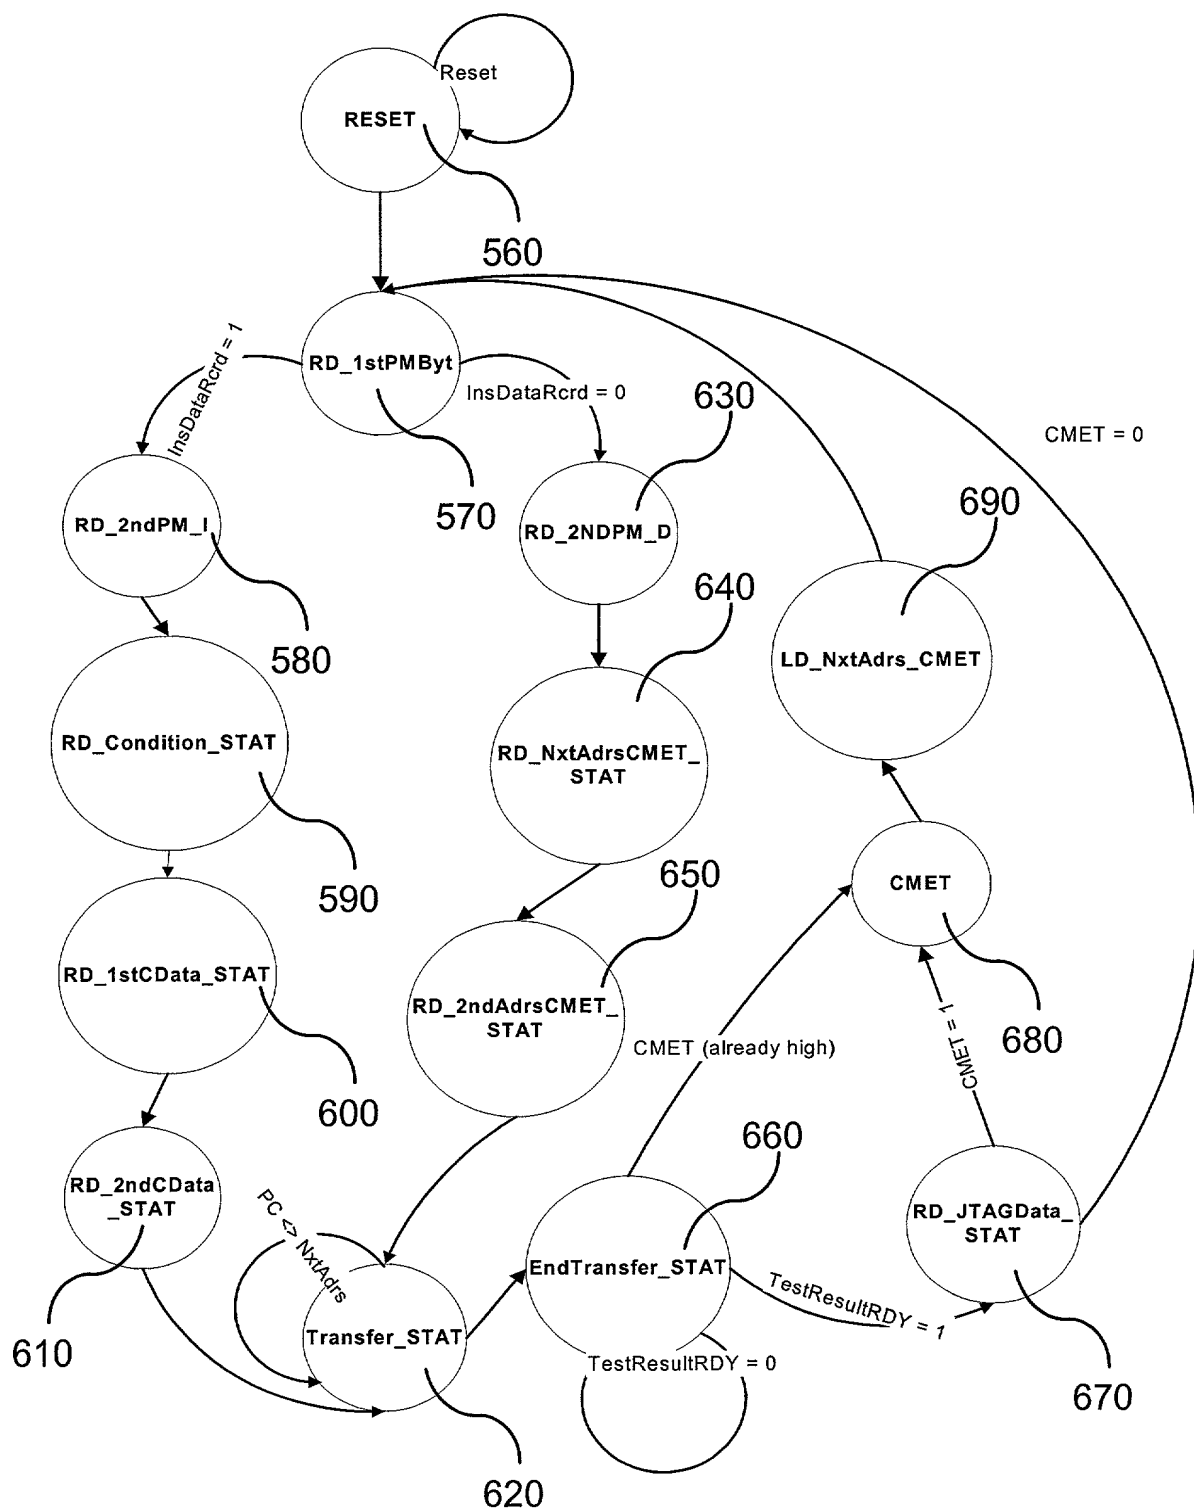 Reset
RESET
560
InsDataRcrd = 1
RD_1stPMByt
InsDataRcrd = 0
630
CMET = 0
570
690
RD_2ndPM_I
RD_2NDPM_D
640
580
LD_NxtAdrs_CMET
RD_Condition_STAT
RD_NxtAdrsCMET_
STAT
590
650
CMET
RD_1stCData_STAT
RD_2ndAdrsCMET_
STAT
CMET (already high)
CMET = 1
680
600
660
RD_2ndCData
_STAT
PC <> NxtAdrs
RD_JTAGData_
STAT
EndTransfer_STAT
TestResultRDY = 1
610
Transfer_STAT
TestResultRDY = 0
670
620